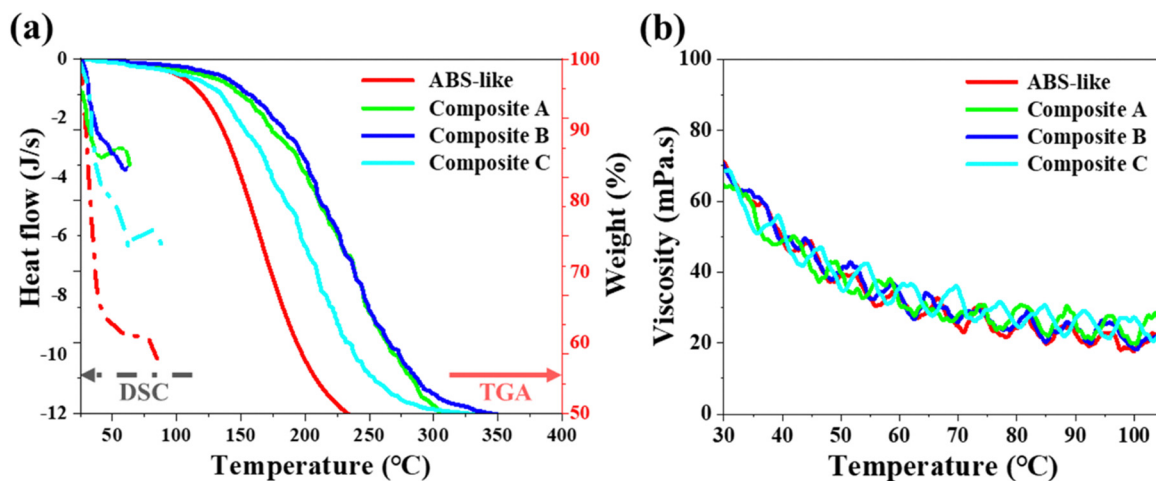 (a)
Heat flow (J/s)
0
-2
-4
-6
-8
-10
-12
ABS-like
Composite A
Composite B
Composite C
DSC
TGA
50
100
150
200
250
300
350
400
Temperature (℃)
100
90
80
70
60
50
Weight (%)
(b)
Viscosity (mPa.s)
100
80
60
40
20
0
ABS-like
Composite A
Composite B
Composite C
30
40
50
60
70
80
90
100
Temperature (℃)